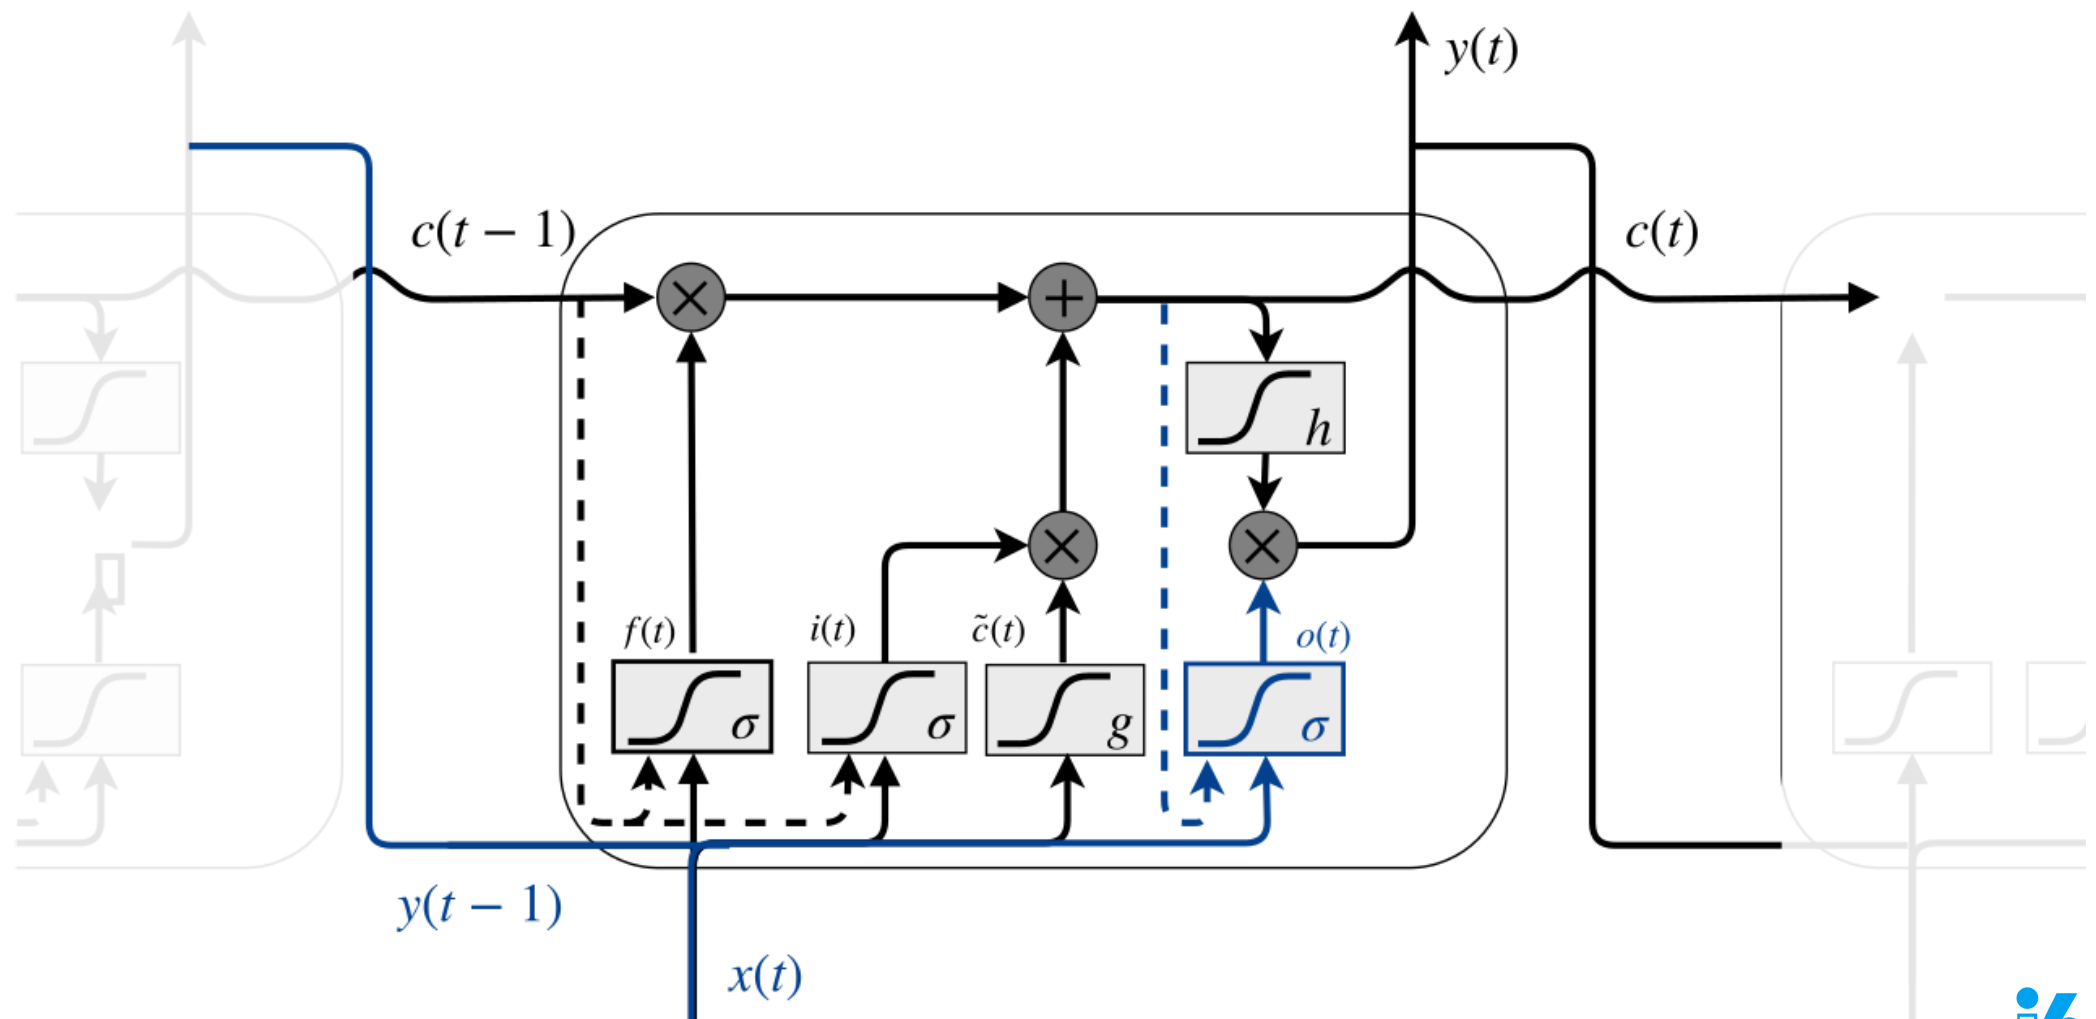 y(t)
c(t − 1)
c(t)
h
f(t)
i(t)
c̃(t)
o(t)
σ
σ
g
σ
y(t − 1)
x(t)